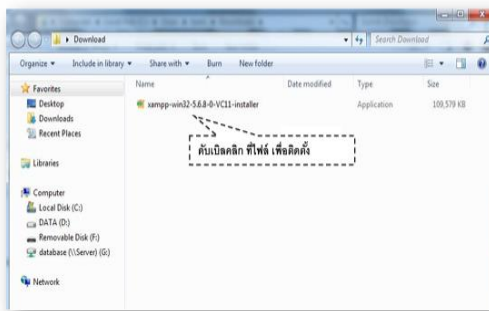 Download
Search Download
Organize ▾ Include in library ▾ Share with ▾ Burn New folder
Name Date modified Type Size
Favorites
Desktop
Downloads
Recent Places
Libraries
Computer
Local Disk (C:)
DATA (D:)
Removable Disk (F:)
database (\\Server) (G:)
Network
xampp-win32-5.6.8-0-VC11-installer Application 109,579 KB
ดับเบิลคลิก ที่ไฟล์ เพื่อติดตั้ง